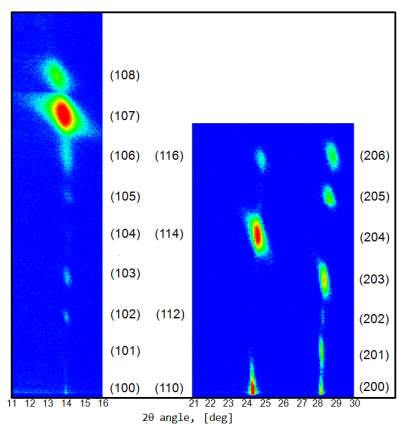 (108)
(107)
(106) (116) (206)
(105) (205)
(104) (114) (204)
(103) (203)
(102) (112) (202)
(101) (201)
(100) (110) (200)
11 12 13 14 15 16 21 22 23 24 25 26 27 28 29 30
2θ angle, [deg]